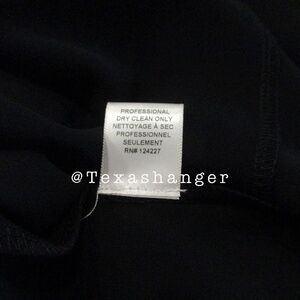 PROFESSIONAL
DRY CLEAN ONLY
NETTOYAGE À SEC
PROFESSIONNEL
SEULEMENT
RN# 124227
@Texashanger